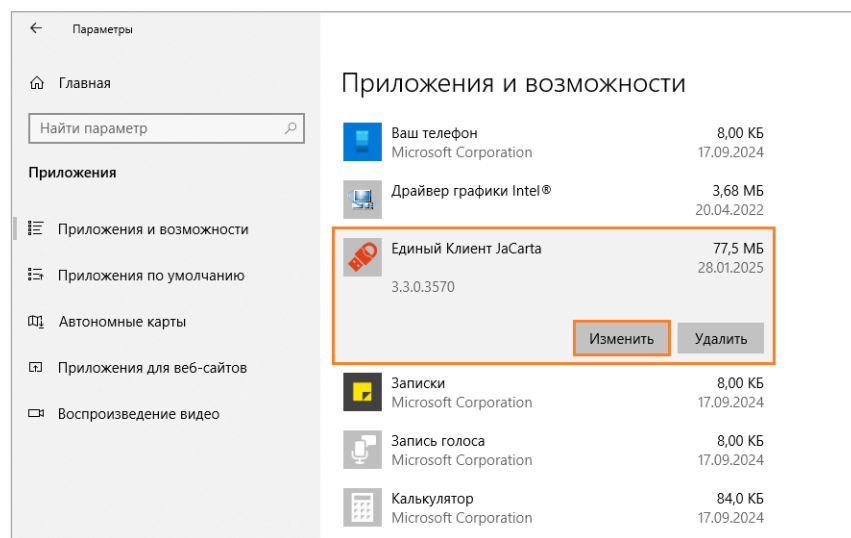 Параметры
Главная
Найти параметр
Приложения
Приложения и возможности
Приложения по умолчанию
Автономные карты
Приложения для веб-сайтов
Воспроизведение видео
Приложения и возможности
Ваш телефон 8,00 КБ
Microsoft Corporation 17.09.2024
Драйвер графики Intel® 3,68 МБ
20.04.2022
Единый Клиент JaCarta 77,5 МБ
28.01.2025
3.3.0.3570
Изменить Удалить
Записки 8,00 КБ
Microsoft Corporation 17.09.2024
Запись голоса 8,00 КБ
Microsoft Corporation 17.09.2024
Калькулятор 84,0 КБ
Microsoft Corporation 17.09.2024